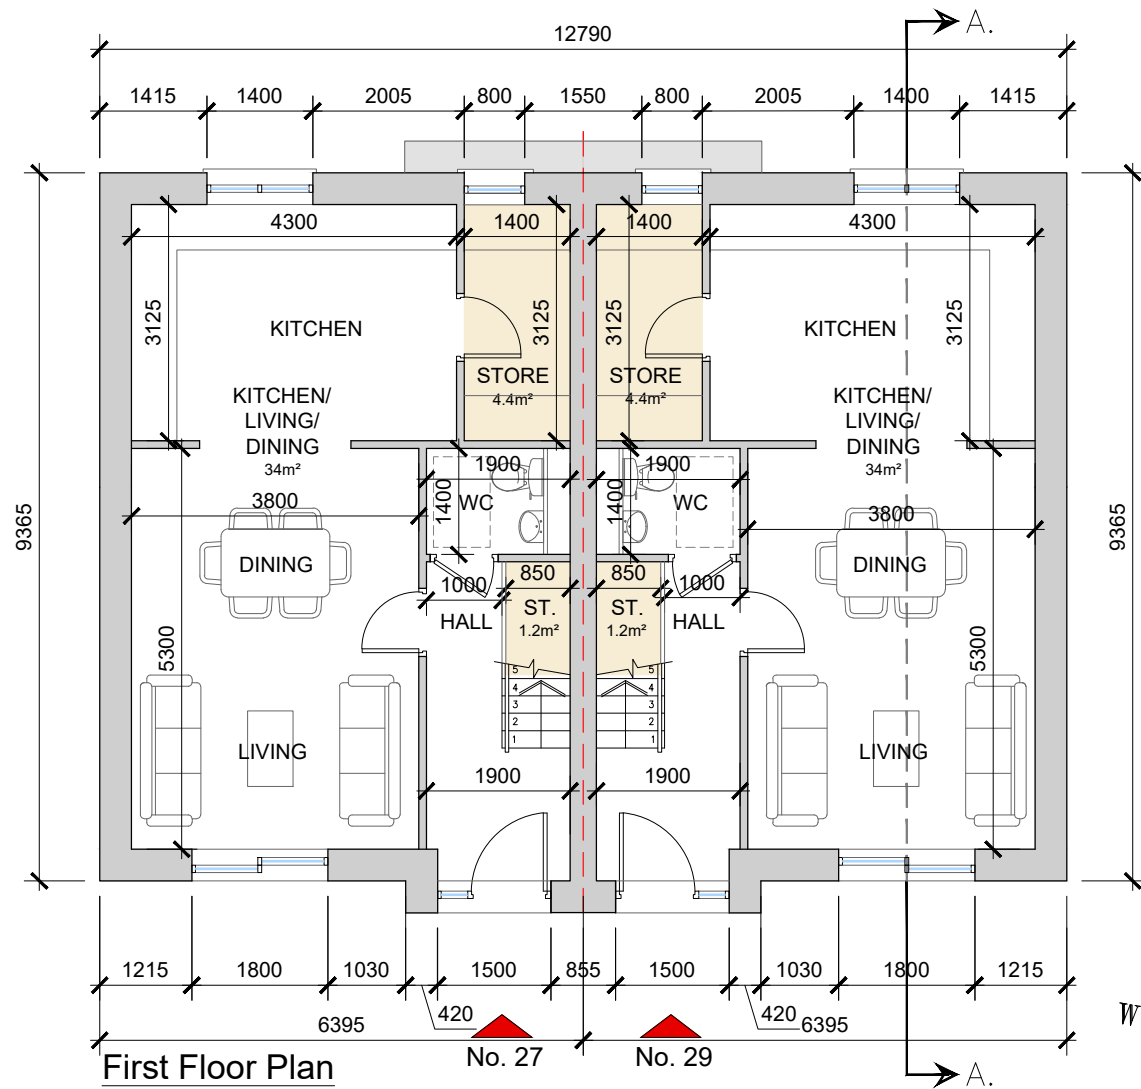 A.
12790
1415 1400 2005 800 1550 800 2005 1400 1415
4300 1400 1400 4300
3125 3125 3125 3125
KITCHEN KITCHEN
STORE STORE
4.4m² 4.4m²
KITCHEN/ KITCHEN/
LIVING/ LIVING/
DINING DINING
34m² 34m²
1900 1900
WC WC
1400 1400
3800 3800
9365 9365
DINING DINING
850 850
1000 1000
ST. ST.
1.2m² 1.2m²
HALL HALL
5300 5300
5 5
4 4
3 3
2 2
1 1
LIVING LIVING
1900 1900
1215 1800 1030 1500 855 1500 1030 1800 1215
420 420
6395 6395
W
No. 27 No. 29
First Floor Plan
A.